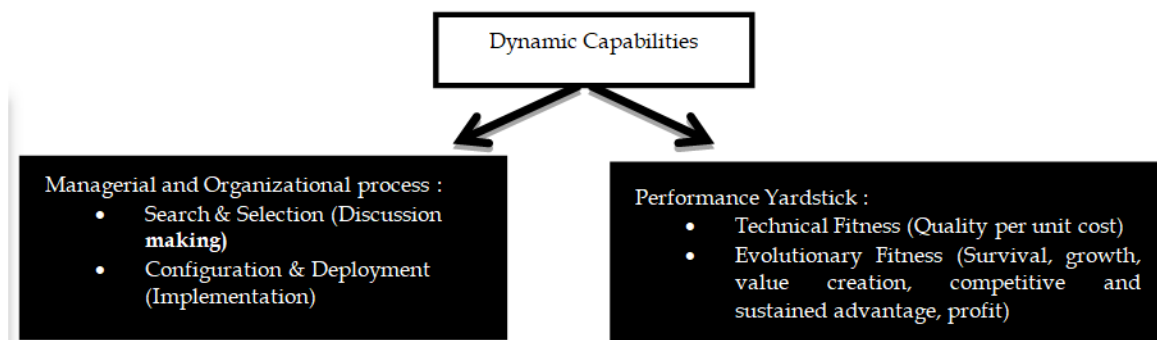 Dynamic Capabilities
Managerial and Organizational process :
• Search & Selection (Discussion
making)
• Configuration & Deployment
(Implementation)
Performance Yardstick :
• Technical Fitness (Quality per unit cost)
• Evolutionary Fitness (Survival, growth,
value creation, competitive and
sustained advantage, profit)